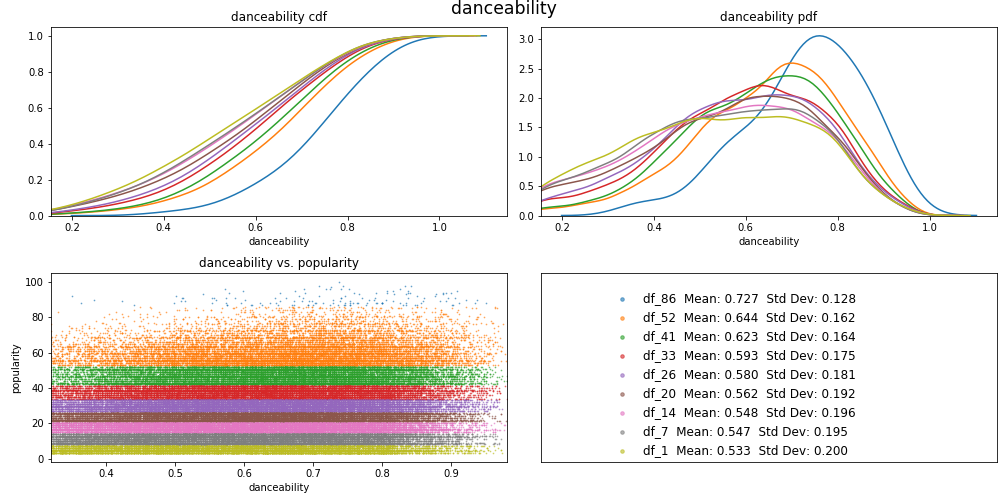 danceability
danceability cdf
1.0
0.8
0.6
0.4
0.2
0.0
0.2 0.4 0.6 0.8 1.0
danceability
danceability pdf
3.0
2.5
2.0
1.5
1.0
0.5
0.0
0.2 0.4 0.6 0.8 1.0
danceability
danceability vs. popularity
popularity
100
80
60
40
20
0
0.4 0.5 0.6 0.7 0.8 0.9
danceability
df_86 Mean: 0.727 Std Dev: 0.128
df_52 Mean: 0.644 Std Dev: 0.162
df_41 Mean: 0.623 Std Dev: 0.164
df_33 Mean: 0.593 Std Dev: 0.175
df_26 Mean: 0.580 Std Dev: 0.181
df_20 Mean: 0.562 Std Dev: 0.192
df_14 Mean: 0.548 Std Dev: 0.196
df_7 Mean: 0.547 Std Dev: 0.195
df_1 Mean: 0.533 Std Dev: 0.200